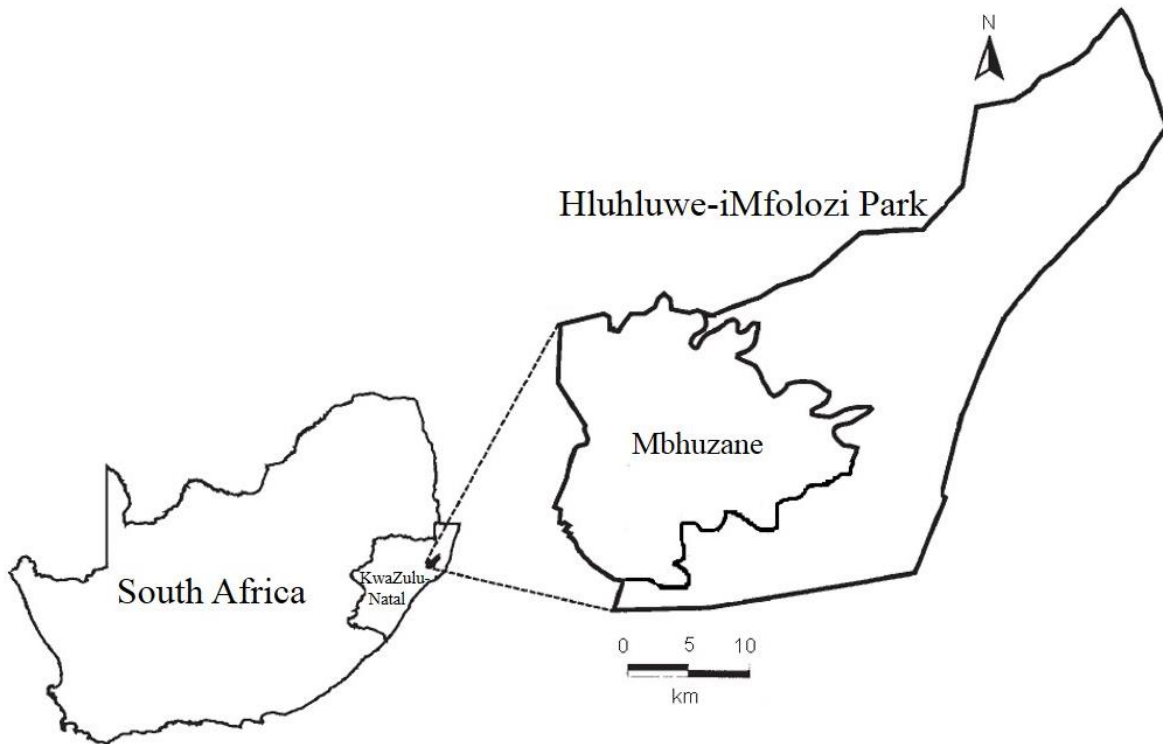 N
Hluhluwe-iMfolozi Park
Mbhuzane
South Africa
KwaZulu-
Natal
0 5 10
km